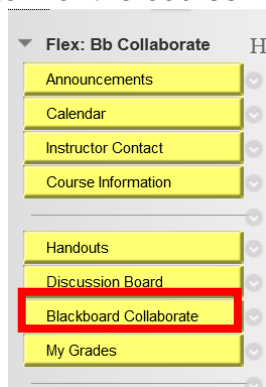 Flex: Bb Collaborate H
Announcements
Calendar
Instructor Contact
Course Information
Handouts
Discussion Board
Blackboard Collaborate
My Grades